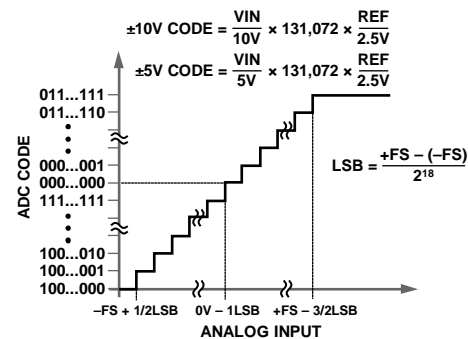 ±10V CODE = VIN/10V × 131,072 × REF/2.5V
±5V CODE = VIN/5V × 131,072 × REF/2.5V
ADC CODE
011...111
011...110
000...001
000...000
111...111
100...010
100...001
100...000
LSB = +FS – (–FS)/2¹⁸
–FS + 1/2LSB 0V – 1LSB +FS – 3/2LSB
ANALOG INPUT